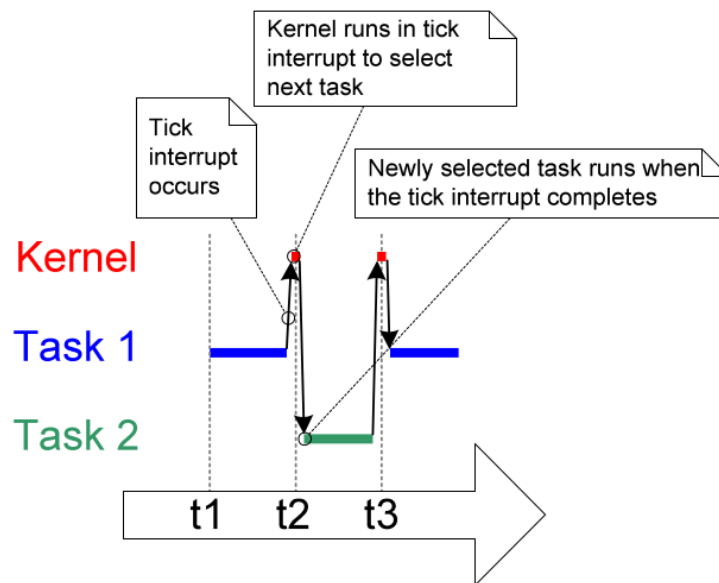 Kernel runs in tick
interrupt to select
next task
Tick
interrupt
occurs
Newly selected task runs when
the tick interrupt completes
Kernel
Task 1
Task 2
t1 t2 t3